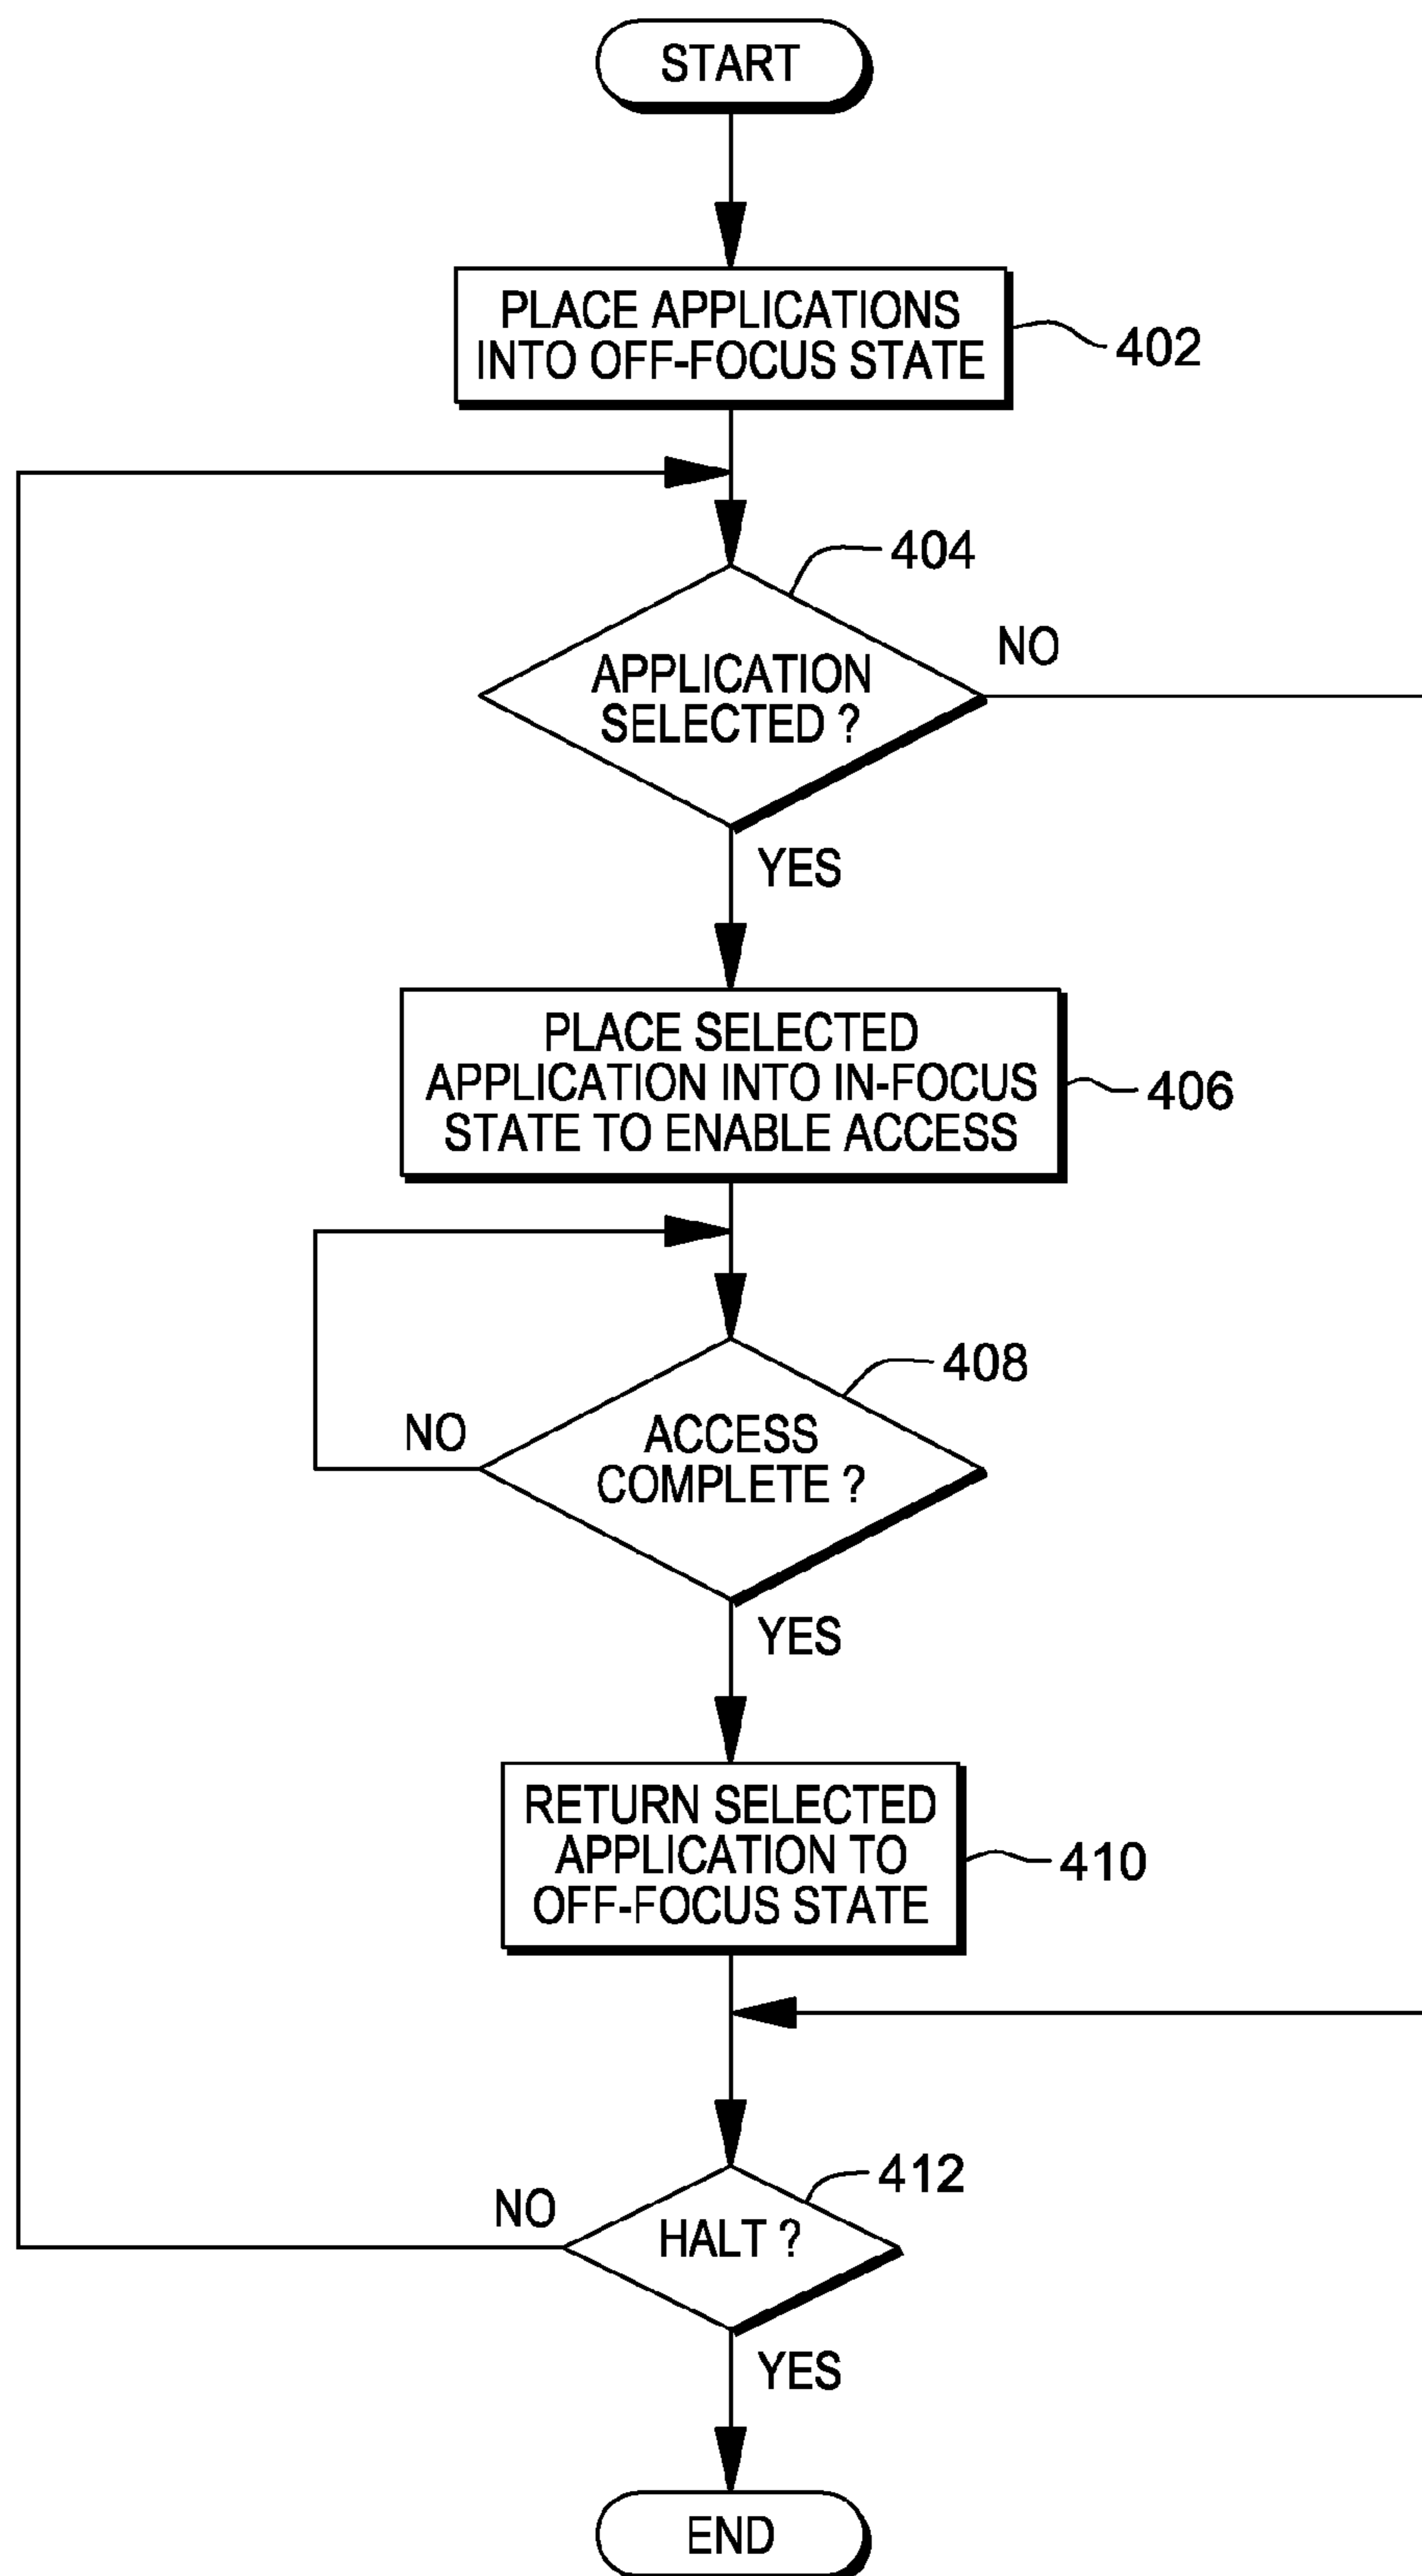 START
PLACE APPLICATIONS
INTO OFF-FOCUS STATE
402
404
APPLICATION
SELECTED ?
NO
YES
PLACE SELECTED
APPLICATION INTO IN-FOCUS
STATE TO ENABLE ACCESS
406
408
ACCESS
COMPLETE ?
NO
YES
RETURN SELECTED
APPLICATION TO
OFF-FOCUS STATE
410
412
HALT ?
NO
YES
END